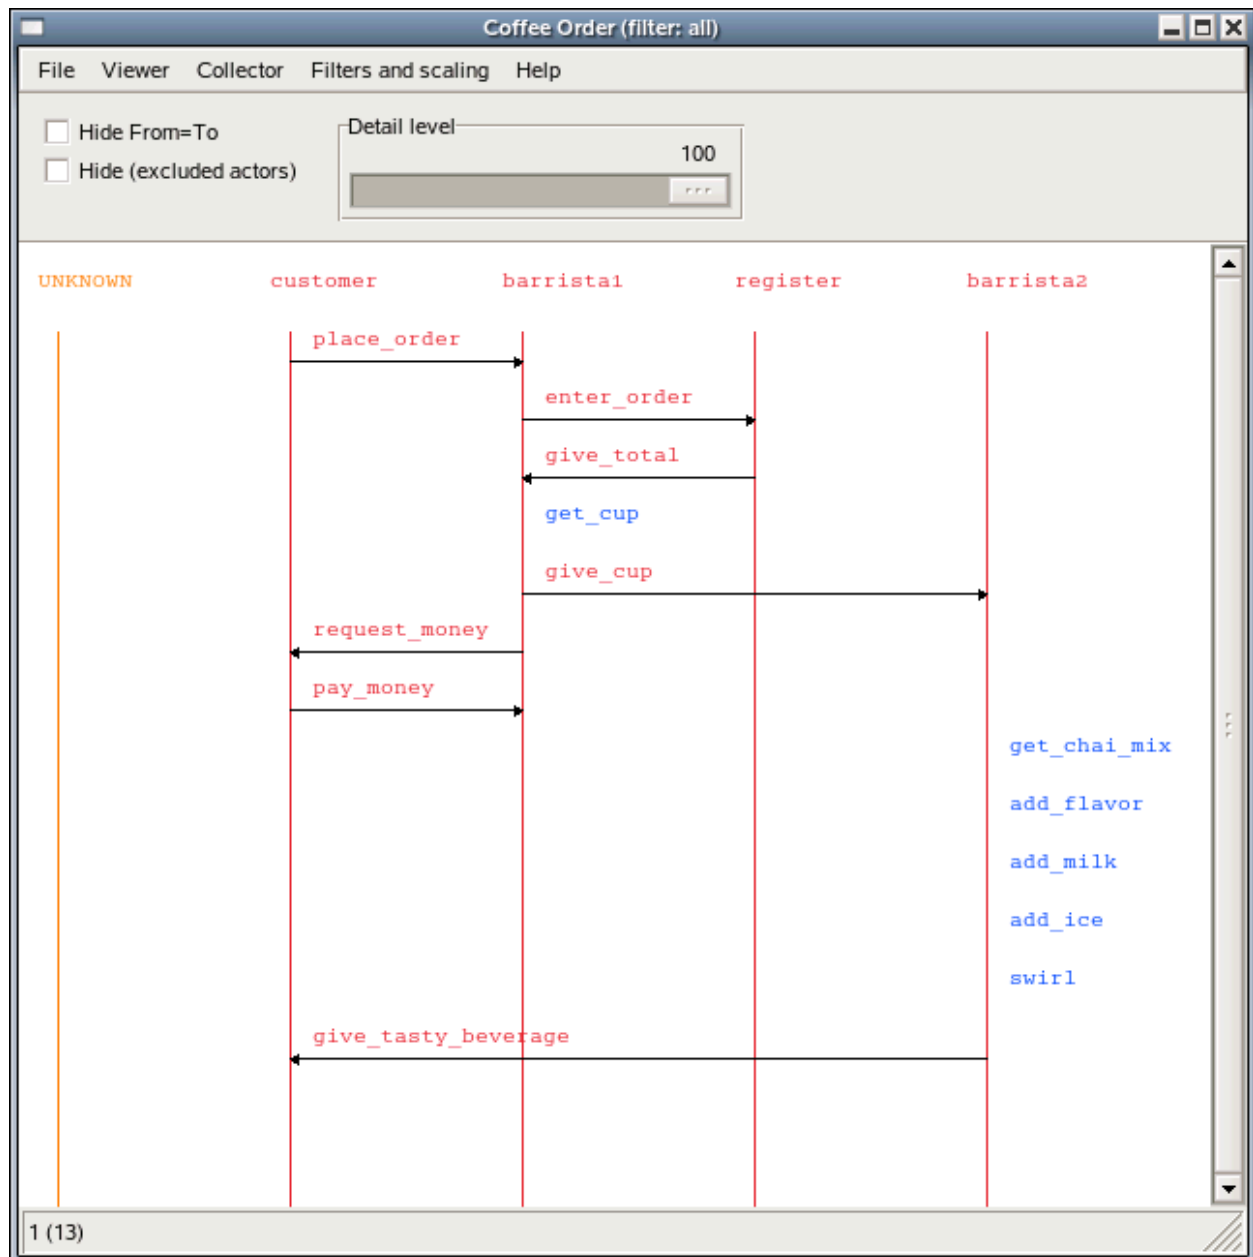 Coffee Order (filter: all)
File Viewer Collector Filters and scaling Help
Hide From=To
Hide (excluded actors)
Detail level
100
UNKNOWN customer barrista1 register barrista2
place_order
enter_order
give_total
get_cup
give_cup
request_money
pay_money
get_chai_mix
add_flavor
add_milk
add_ice
swirl
give_tasty_beverage
1 (13)